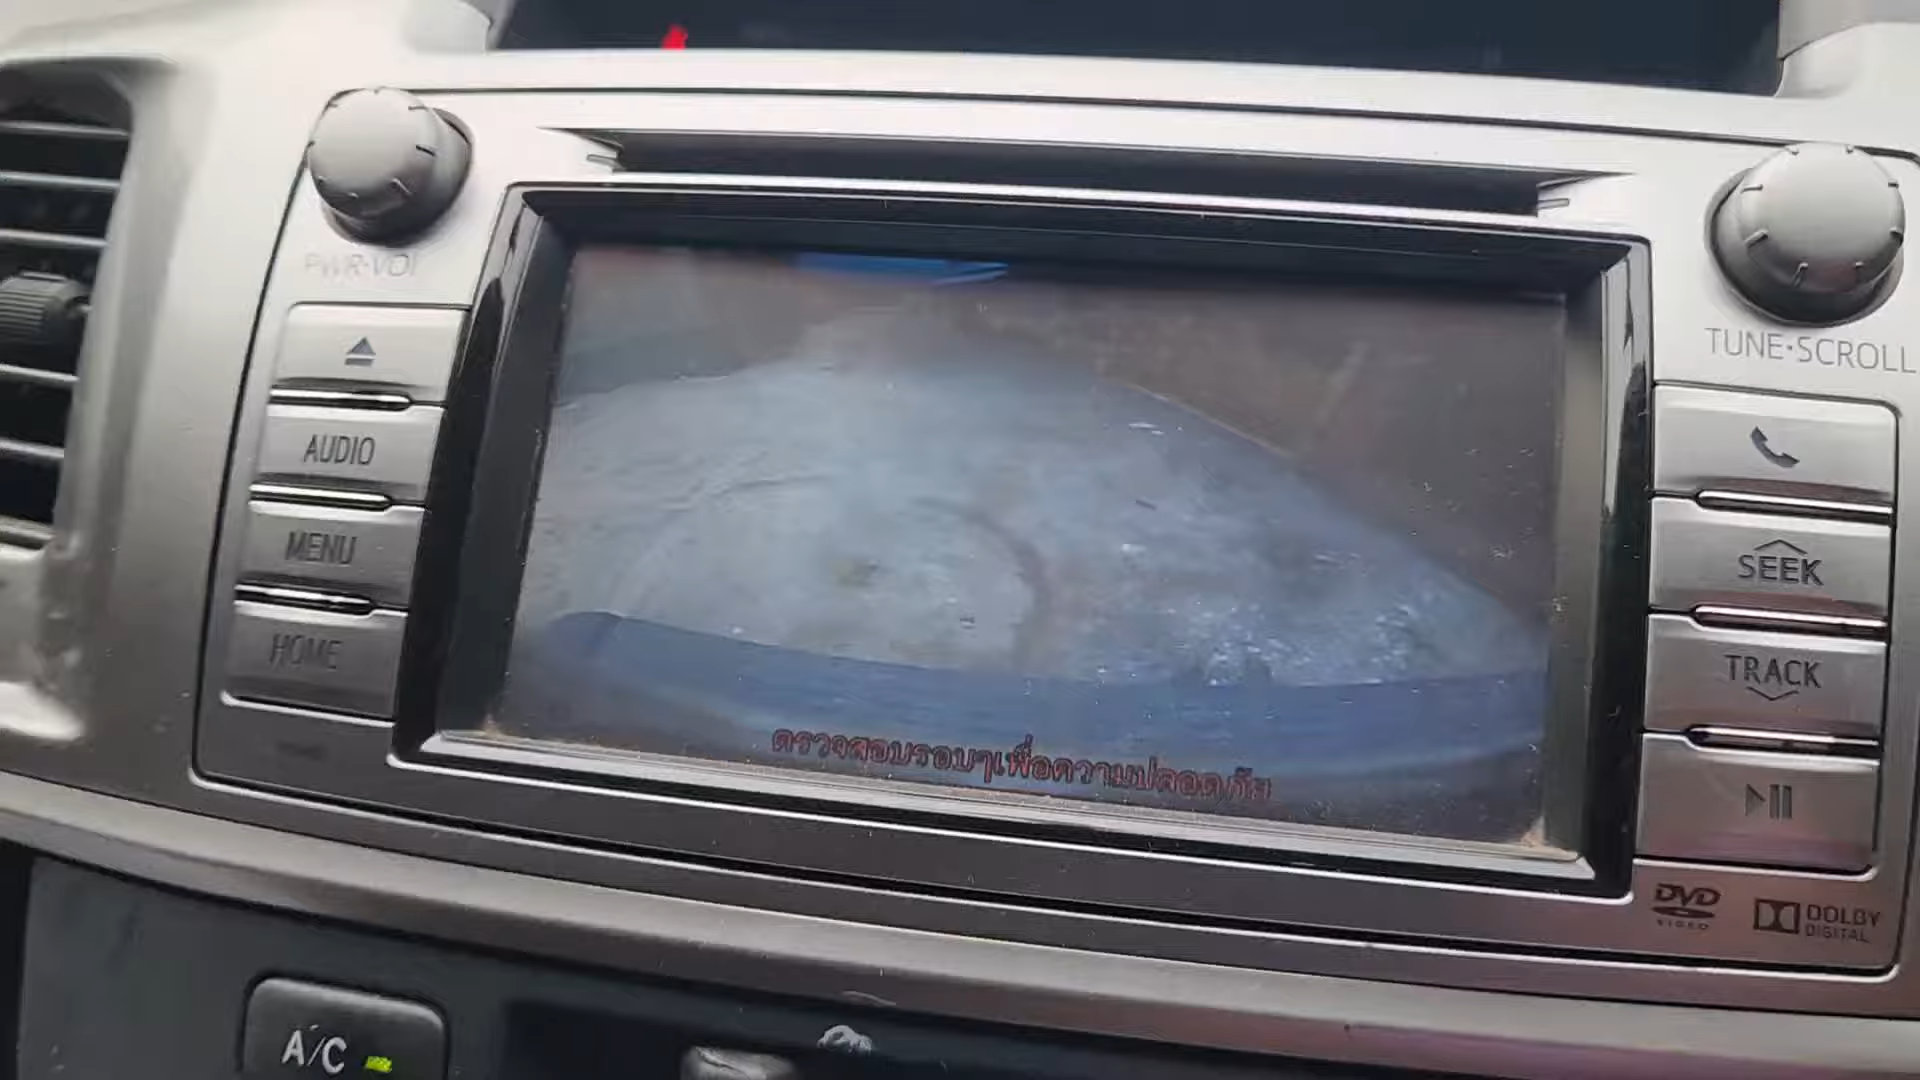 PWR·VOL
TUNE·SCROLL
AUDIO
MENU
HOME
SEEK
TRACK
ตรวจสอบรอบๆเพื่อความปลอดภัย
DVD
VIDEO
DOLBY
DIGITAL
A/C